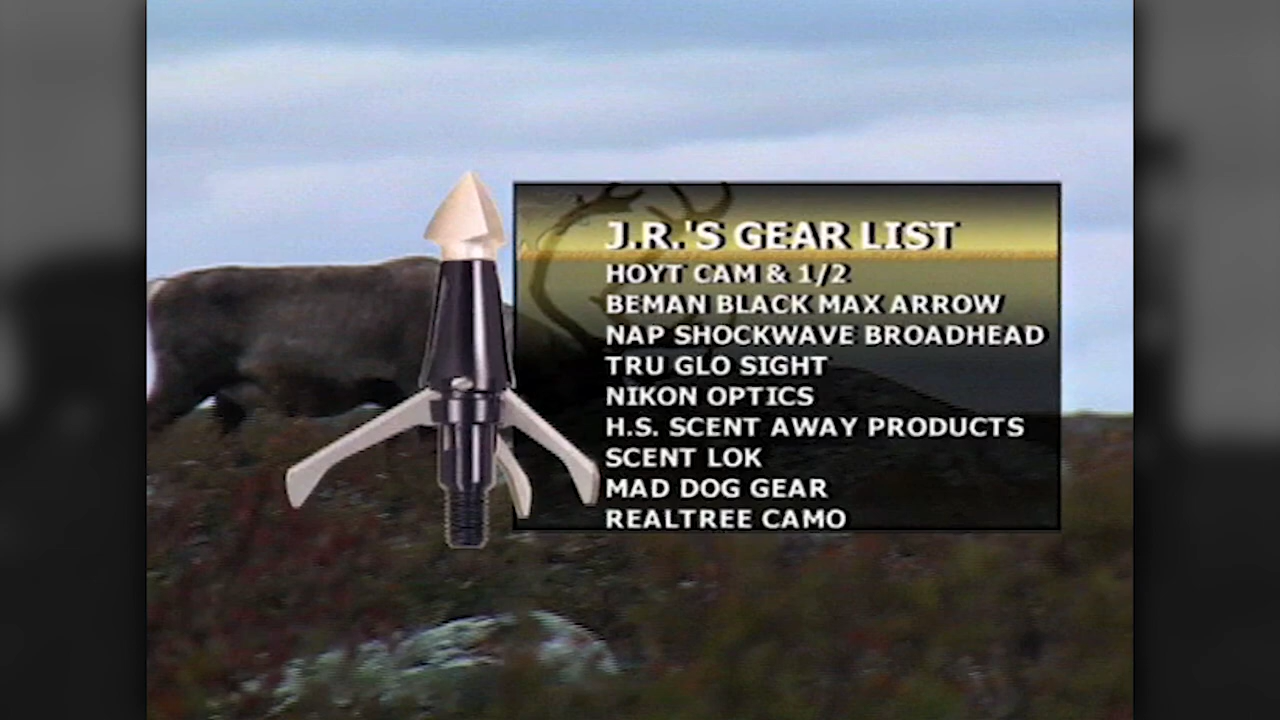 J.R.'S GEAR LIST
HOYT CAM & 1/2
BEMAN BLACK MAX ARROW
NAP SHOCKWAVE BROADHEAD
TRU GLO SIGHT
NIKON OPTICS
H.S. SCENT AWAY PRODUCTS
SCENT LOK
MAD DOG GEAR
REALTREE CAMO